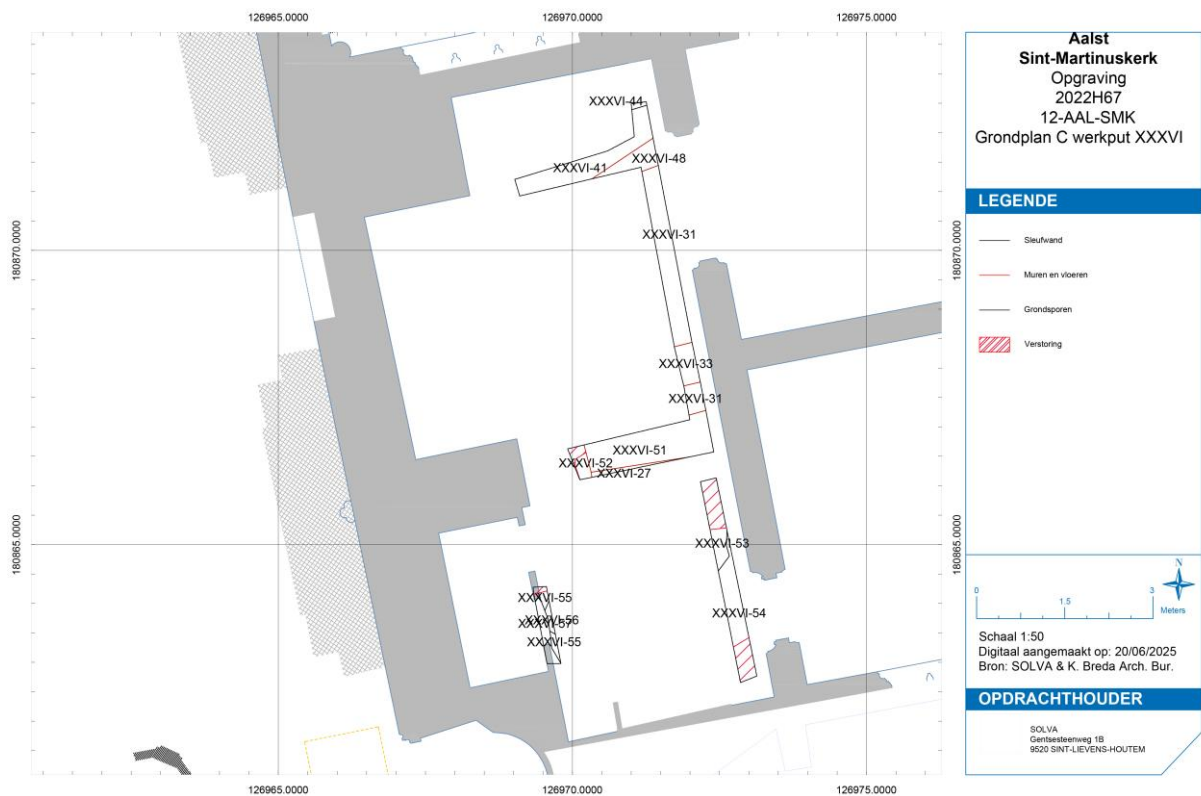 126965.0000
126970.0000
126975.0000
XXXVI-44
XXXVI-48
XXXVI-41
XXXVI-31
180870.0000
180870.0000
XXXVI-33
XXXVI-31
XXXVI-51
XXXVI-52
XXXVI-27
180865.0000
180865.0000
XXXVI-53
XXXVI-55
XXXVI-54
XXXVI-56
XXXVI-57
XXXVI-55
126965.0000
126970.0000
126975.0000
Aalst
Sint-Martinuskerk
Opgraving
2022H67
12-AAL-SMK
Grondplan C werkput XXXVI
LEGENDE
Sleufwand
Muren en vloeren
Grondsporen
Verstoring
N
0
1.5
3
Meters
Schaal 1:50
Digitaal aangemaakt op: 20/06/2025
Bron: SOLVA & K. Breda Arch. Bur.
OPDRACHTHOUDER
SOLVA
Gentsesteenweg 1B
9520 SINT-LIEVENS-HOUTEM